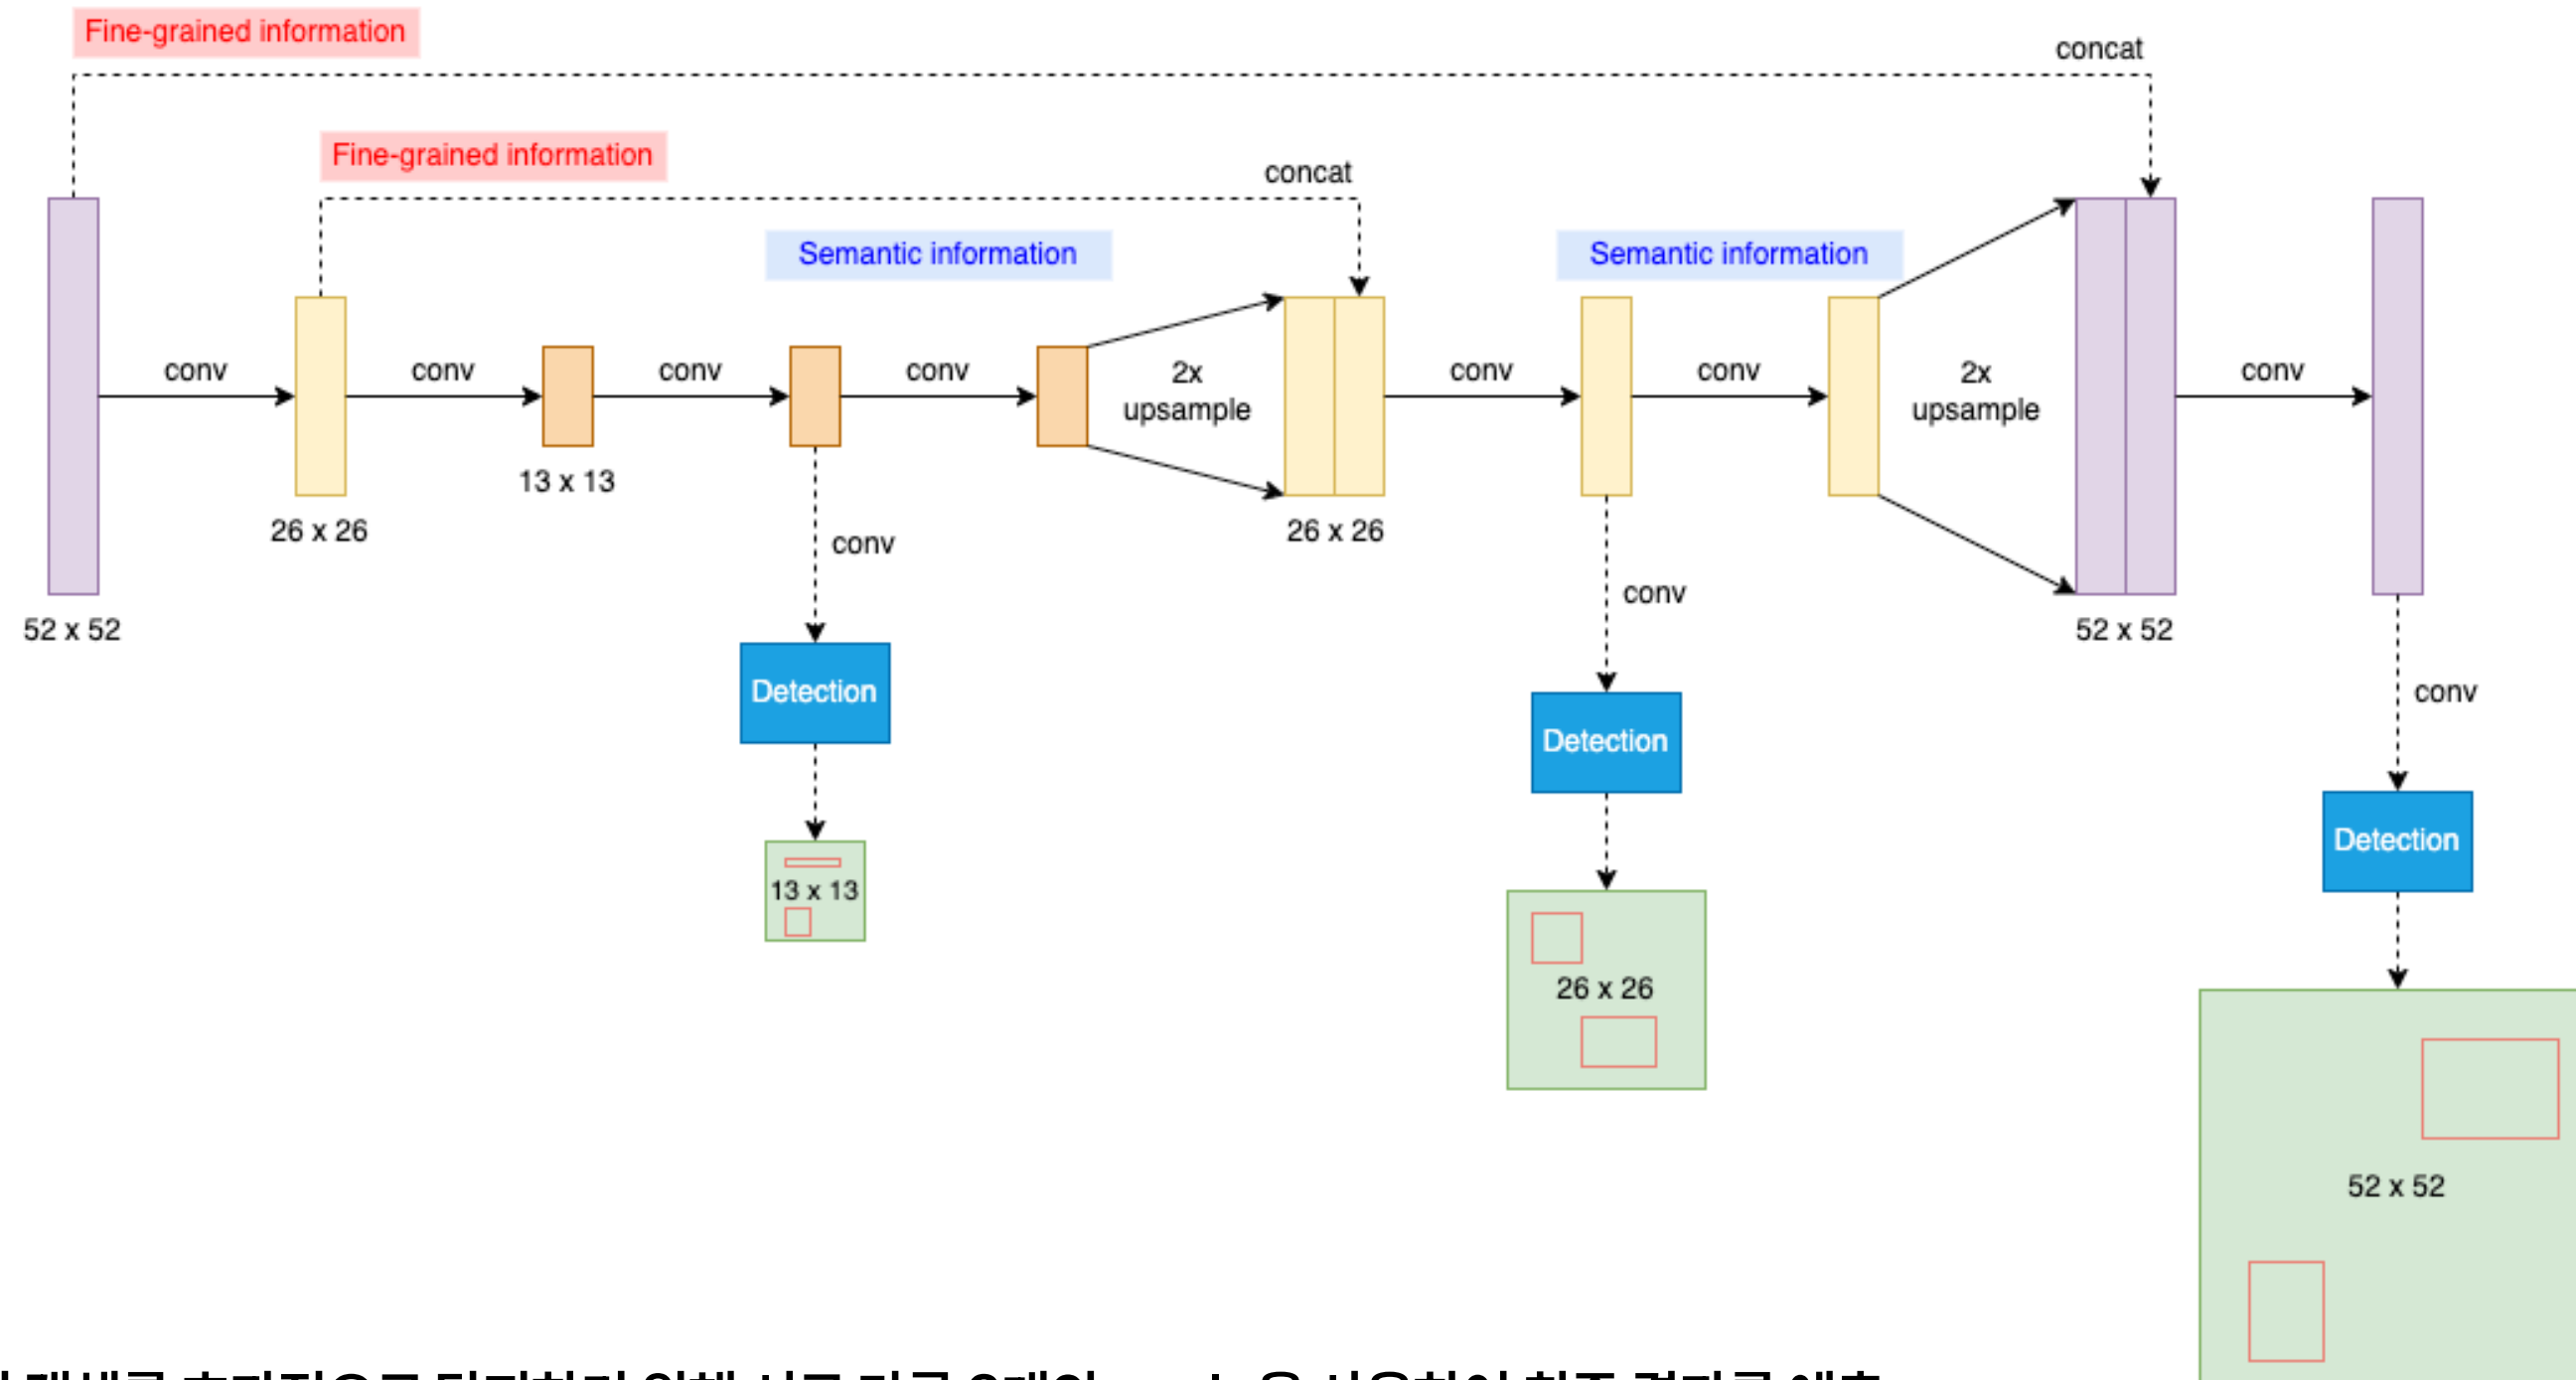 Fine-grained information
concat
Fine-grained information
concat
Semantic information
Semantic information
conv
conv
conv
conv
2x
upsample
conv
conv
2x
upsample
conv
13 x 13
26 x 26
26 x 26
conv
conv
52 x 52
52 x 52
Detection
Detection
conv
Detection
13 x 13
26 x 26
52 x 52